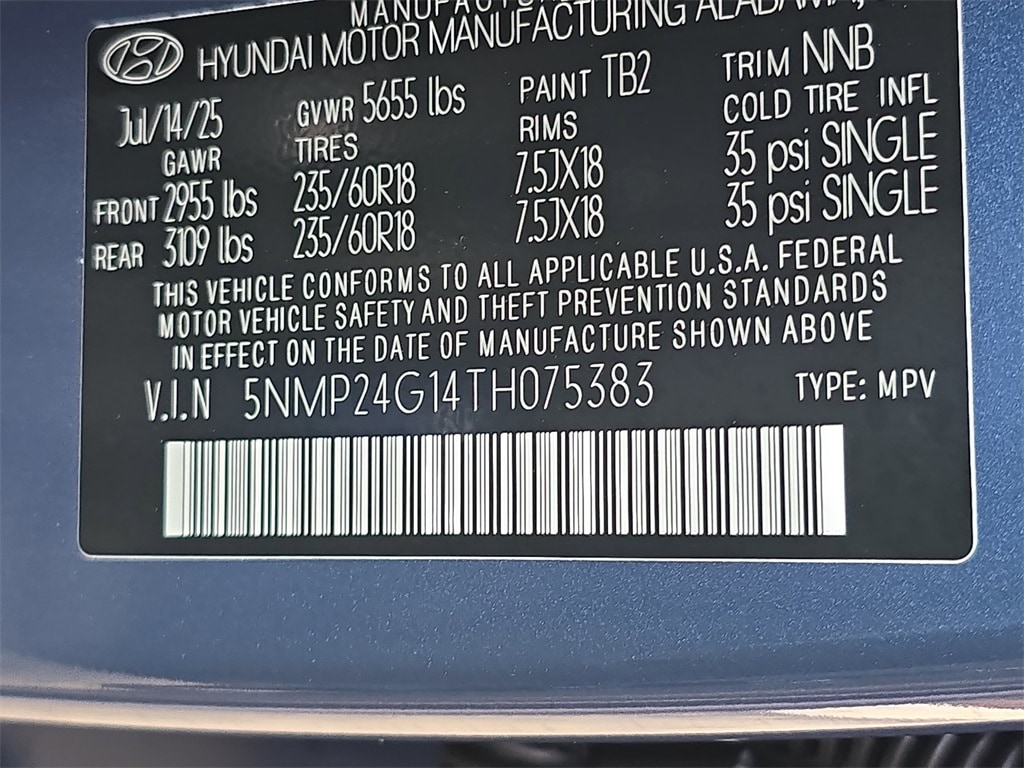 HYUNDAI MOTOR MANUFACTURING ALABAMA,
Jul/14/25 GVWR 5655 lbs PAINT TB2 TRIM NNB
GAWR TIRES RIMS COLD TIRE INFL
FRONT 2955 lbs 235/60R18 7.5JX18 35 psi SINGLE
REAR 3109 lbs 235/60R18 7.5JX18 35 psi SINGLE
THIS VEHICLE CONFORMS TO ALL APPLICABLE U.S.A. FEDERAL
MOTOR VEHICLE SAFETY AND THEFT PREVENTION STANDARDS
IN EFFECT ON THE DATE OF MANUFACTURE SHOWN ABOVE
V.I.N 5NMP24G14TH075383 TYPE: MPV